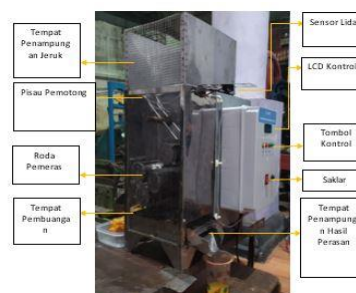 Tempat
Penampung
an Jeruk
Pisau Pemotong
Roda
Pemeras
Tempat
Pembuanga
n
Sensor Lida
LCD Kontrol
Tombol
Kontrol
Saklar
Tempat
Penampung
n Hasil
Perasan